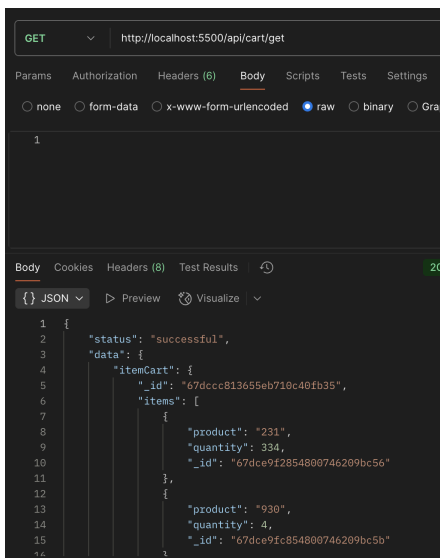 GET http://localhost:5500/api/cart/get
Params Authorization Headers (6) Body Scripts Tests Settings
none form-data x-www-form-urlencoded raw binary Gra
1
Body Cookies Headers (8) Test Results 20
{} JSON Preview Visualize
1 {
2 "status": "successful",
3 "data": {
4 "itemCart": {
5 "_id": "67dccc813655eb710c40fb35",
6 "items": [
7 {
8 "product": "231",
9 "quantity": 334,
10 "_id": "67dce9f2854800746209bc56"
11 },
12 {
13 "product": "930",
14 "quantity": 4,
15 "_id": "67dce9fc854800746209bc5b"
16 }